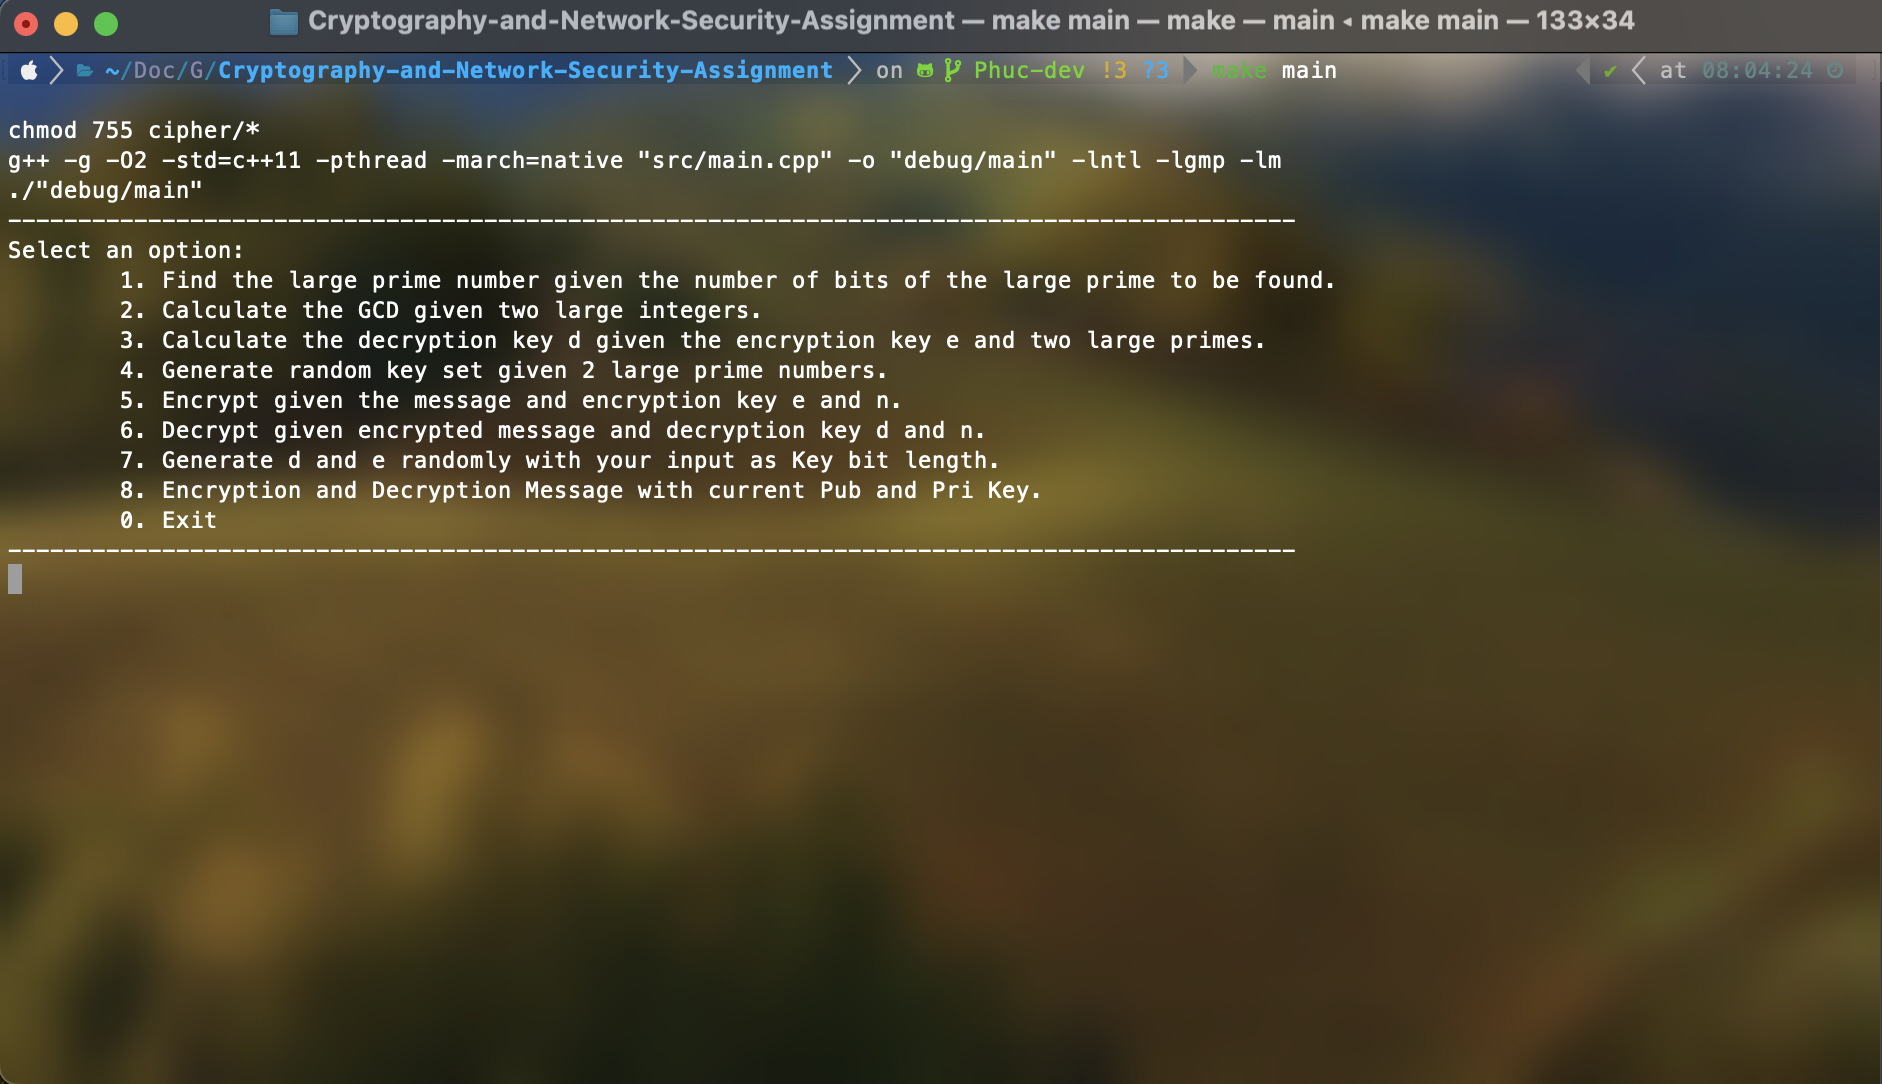 Cryptography-and-Network-Security-Assignment — make main — make — main ◂ make main — 133×34
~/Doc/G/Cryptography-and-Network-Security-Assignment on Phuc-dev !3 ?3 make main ✔ at 08:04:24
chmod 755 cipher/*
g++ -g -O2 -std=c++11 -pthread -march=native "src/main.cpp" -o "debug/main" -lntl -lgmp -lm
./"debug/main"
--------------------------------------------------------------------------------------------
Select an option:
1. Find the large prime number given the number of bits of the large prime to be found.
2. Calculate the GCD given two large integers.
3. Calculate the decryption key d given the encryption key e and two large primes.
4. Generate random key set given 2 large prime numbers.
5. Encrypt given the message and encryption key e and n.
6. Decrypt given encrypted message and decryption key d and n.
7. Generate d and e randomly with your input as Key bit length.
8. Encryption and Decryption Message with current Pub and Pri Key.
0. Exit
--------------------------------------------------------------------------------------------